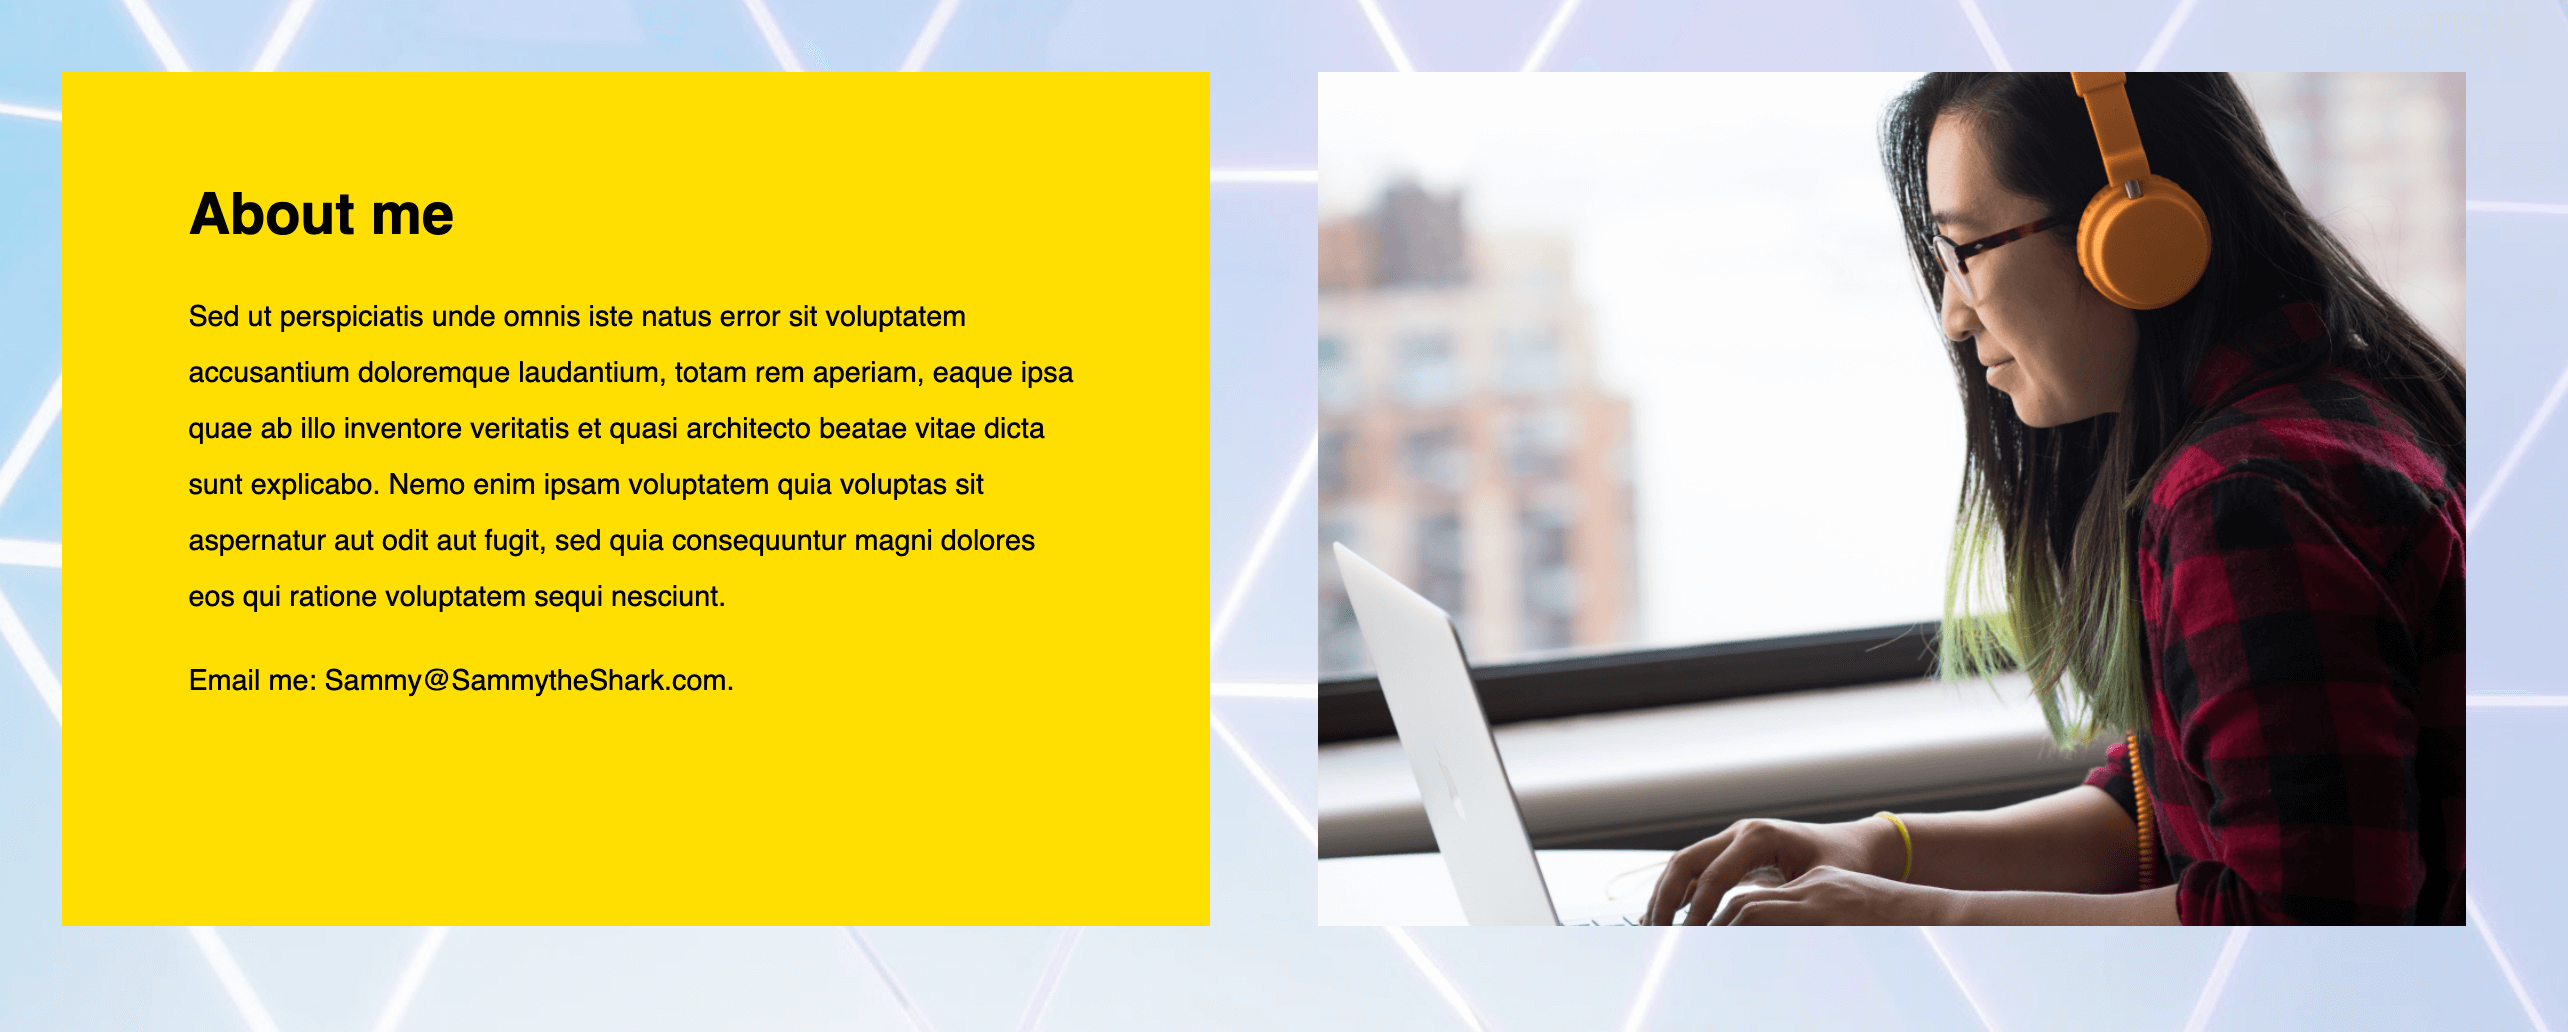 About me
Sed ut perspiciatis unde omnis iste natus error sit voluptatem
accusantium doloremque laudantium, totam rem aperiam, eaque ipsa
quae ab illo inventore veritatis et quasi architecto beatae vitae dicta
sunt explicabo. Nemo enim ipsam voluptatem quia voluptas sit
aspernatur aut odit aut fugit, sed quia consequuntur magni dolores
eos qui ratione voluptatem sequi nesciunt.
Email me: Sammy@SammytheShark.com.